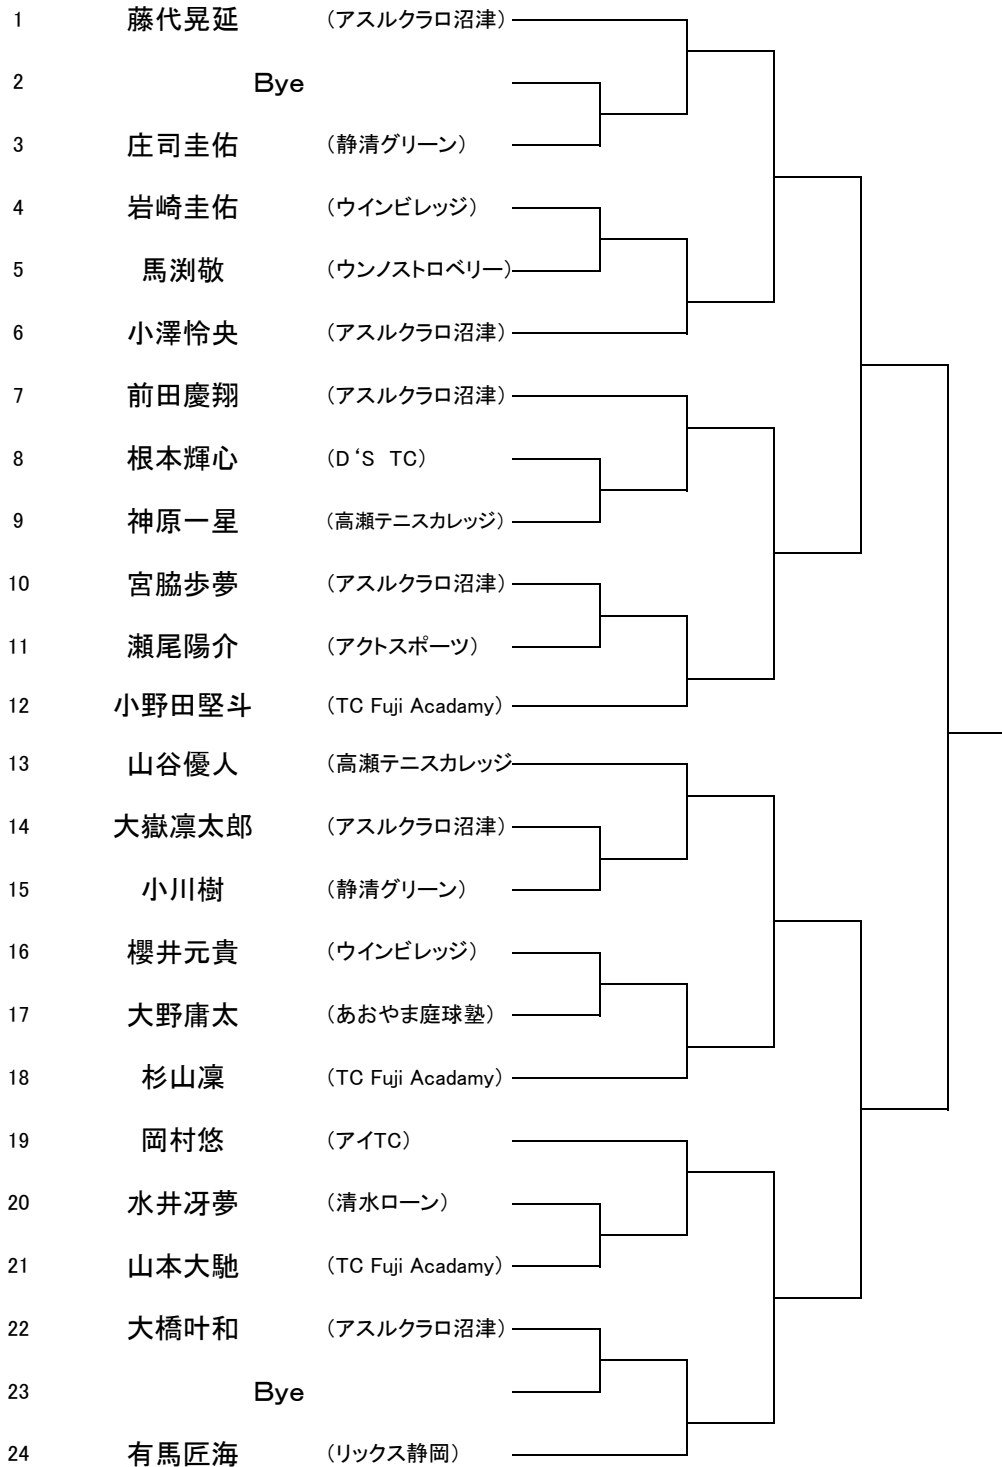 1 藤代晃延 （アスルクラロ沼津）
2 Bye
3 庄司圭佑 （静清グリーン）
4 岩崎圭佑 （ウインビレッジ）
5 馬渕敬 （ウンノストロベリー）
6 小澤怜央 （アスルクラロ沼津）
7 前田慶翔 （アスルクラロ沼津）
8 根本輝心 （D‘S TC）
9 神原一星 （高瀬テニスカレッジ）
10 宮脇歩夢 （アスルクラロ沼津）
11 瀬尾陽介 （アクトスポーツ）
12 小野田堅斗 （TC Fuji Acadamy）
13 山谷優人 （高瀬テニスカレッジ
14 大嶽凛太郎 （アスルクラロ沼津）
15 小川樹 （静清グリーン）
16 櫻井元貴 （ウインビレッジ）
17 大野庸太 （あおやま庭球塾）
18 杉山凜 （TC Fuji Acadamy）
19 岡村悠 （アイTC）
20 水井冴夢 （清水ローン）
21 山本大馳 （TC Fuji Acadamy）
22 大橋叶和 （アスルクラロ沼津）
23 Bye
24 有馬匠海 （リックス静岡）